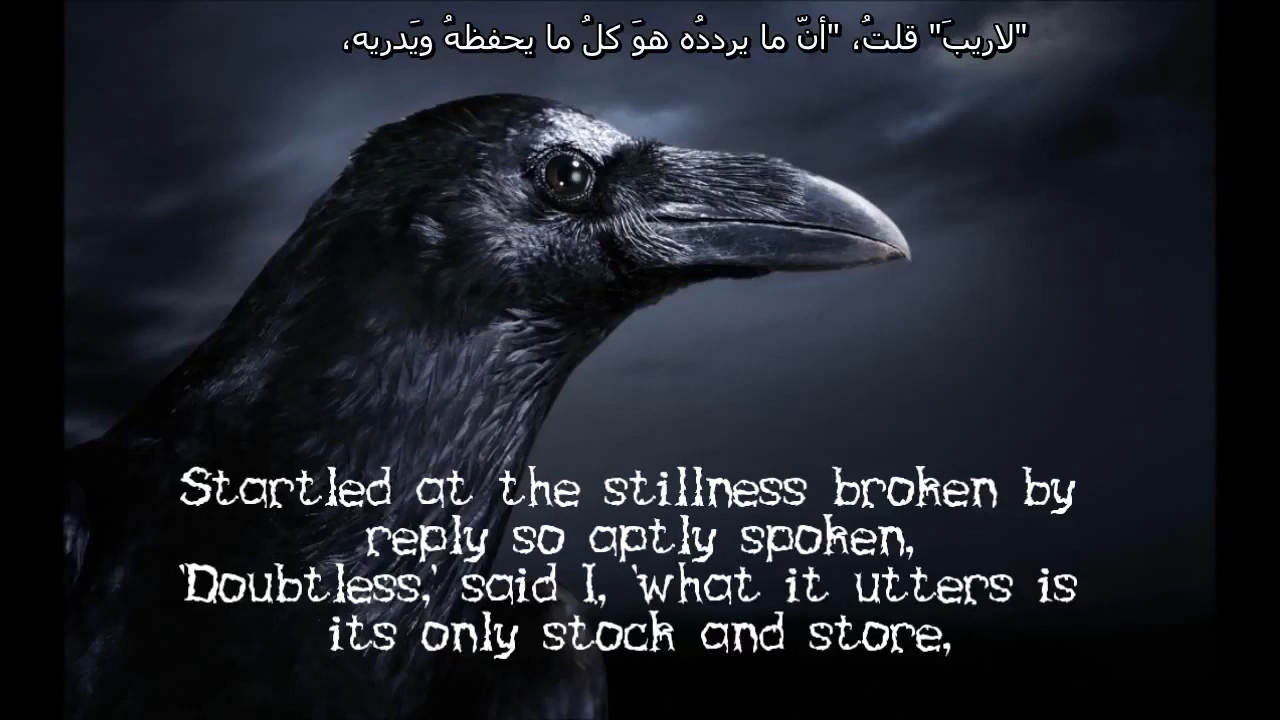 "لاريبَ" قلتُ، "أنّ ما يرددُه هوَ كلُ ما يحفظهُ ويَدريه،
Startled at the stillness broken by
reply so aptly spoken,
'Doubtless,' said I, 'what it utters is
its only stock and store,